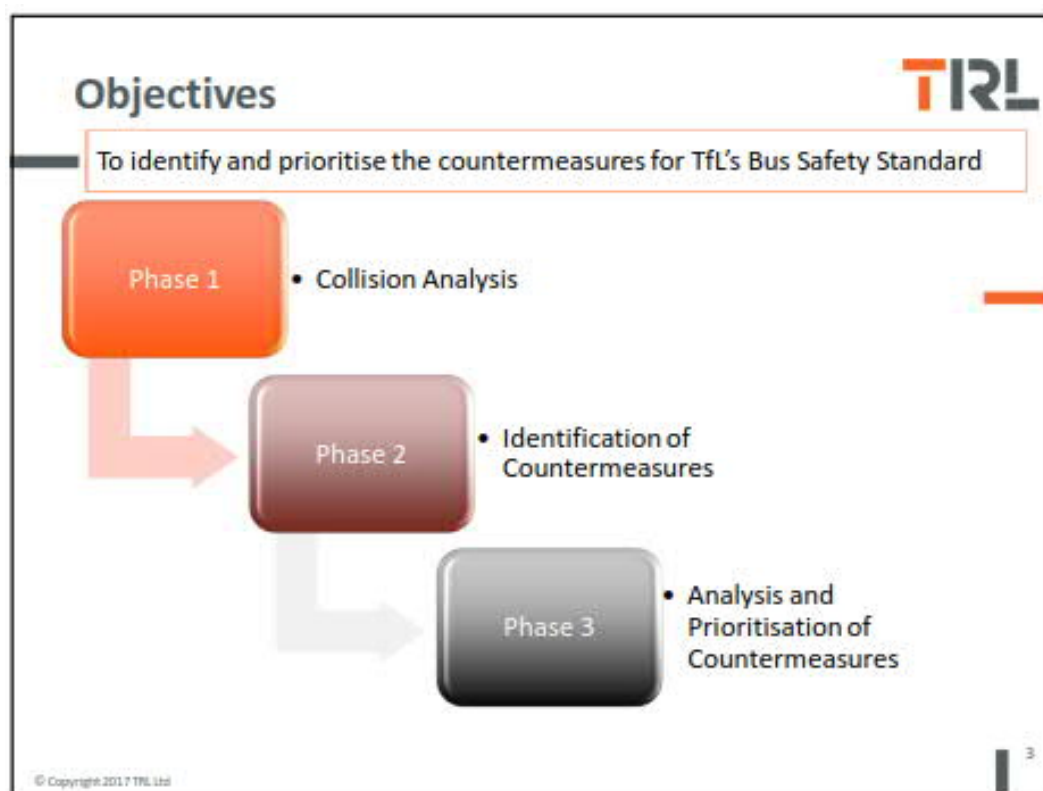 Objectives
TRL
To identify and prioritise the countermeasures for TfL's Bus Safety Standard
Phase 1
• Collision Analysis
Phase 2
• Identification of
Countermeasures
Phase 3
• Analysis and
Prioritisation of
Countermeasures
© Copyright 2017 TRL Ltd
3